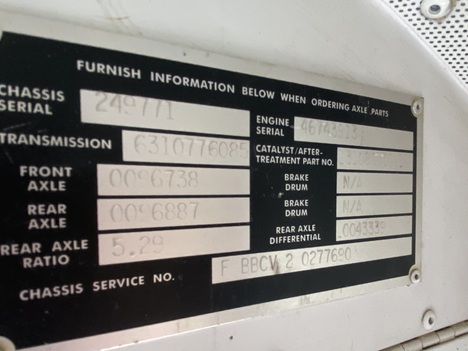 FURNISH INFORMATION BELOW WHEN ORDERING AXLE PARTS
CHASSIS SERIAL 249771
ENGINE SERIAL
TRANSMISSION 6310776085
CATALYST/AFTER-TREATMENT PART NO.
FRONT AXLE 0096738
BRAKE DRUM N/A
REAR AXLE 0096887
BRAKE DRUM N/A
REAR AXLE RATIO 5.29
REAR AXLE DIFFERENTIAL 0043339
CHASSIS SERVICE NO. F BBCV 2 0277690